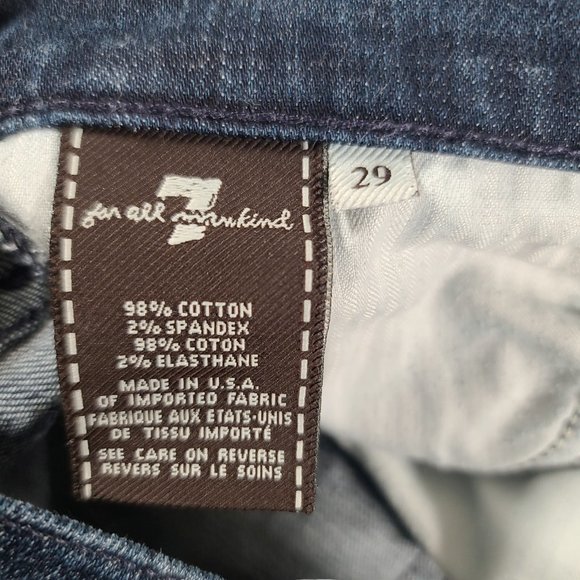 7
for all mankind
29
98% COTTON
2% SPANDEX
98% COTON
2% ELASTHANE
MADE IN U.S.A.
OF IMPORTED FABRIC
FABRIQUE AUX ETATS-UNIS
DE TISSU IMPORTÉ
SEE CARE ON REVERSE
REVERS SUR LE SOINS